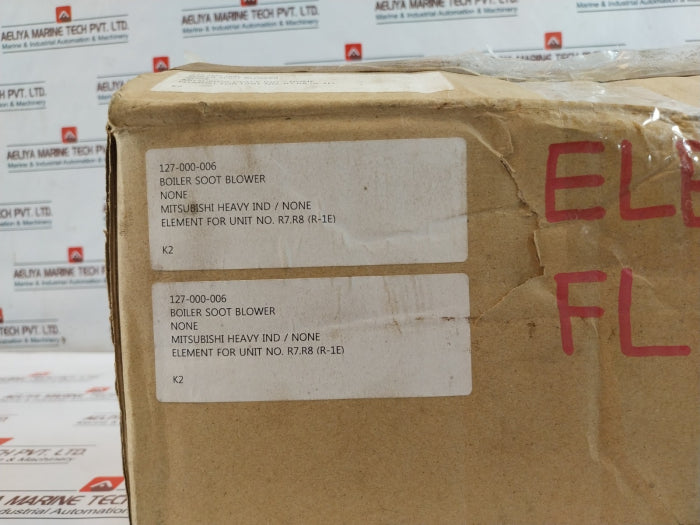 AELIYA MARINE TECH PVT. LTD.
Marine & Industrial Automation & Machinery
127-000-006
BOILER SOOT BLOWER
NONE
MITSUBISHI HEAVY IND / NONE
ELEMENT FOR UNIT NO. R7.R8 (R-1E)
K2
127-000-006
BOILER SOOT BLOWER
NONE
MITSUBISHI HEAVY IND / NONE
ELEMENT FOR UNIT NO. R7.R8 (R-1E)
K2
ELE
FL